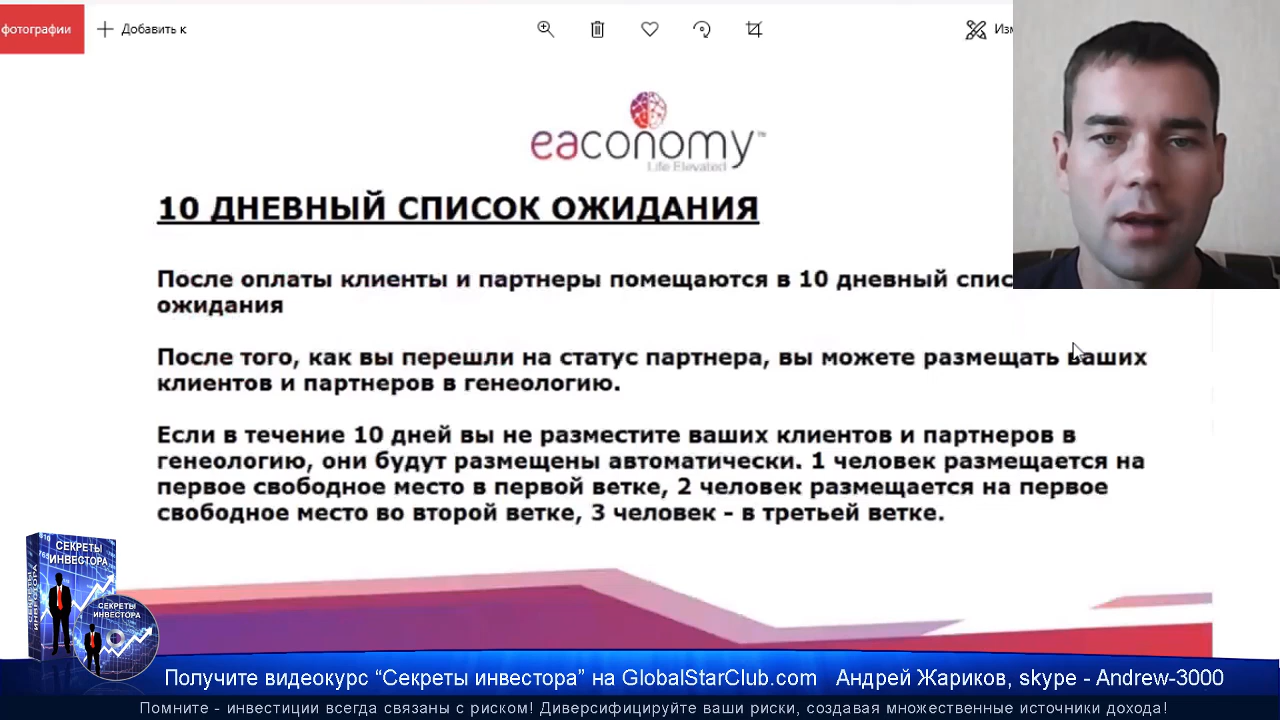 фотографии
Добавить к
eaconomy™
Life Elevated
10 ДНЕВНЫЙ СПИСОК ОЖИДАНИЯ
После оплаты клиенты и партнеры помещаются в 10 дневный
ожидания
После того, как вы перешли на статус партнера, вы можете размещать ваших
клиентов и партнеров в генеологию.
Если в течение 10 дней вы не разместите ваших клиентов и партнеров в
генеологию, они будут размещены автоматически. 1 человек размещается на
первое свободное место в первой ветке, 2 человек размещается на первое
свободное место во второй ветке, 3 человек - в третьей ветке.
СЕКРЕТЫ
ИНВЕСТОРА
СЕКРЕТЫ
ИНВЕСТОРА
СЕКРЕТЫ
ИНВЕСТОРА
Получите видеокурс “Секреты инвестора” на GlobalStarClub.com Андрей Жариков, skype - Andrew-3000
Помните - инвестиции всегда связаны с риском! Диверсифицируйте ваши риски, создавая множественные источники дохода!